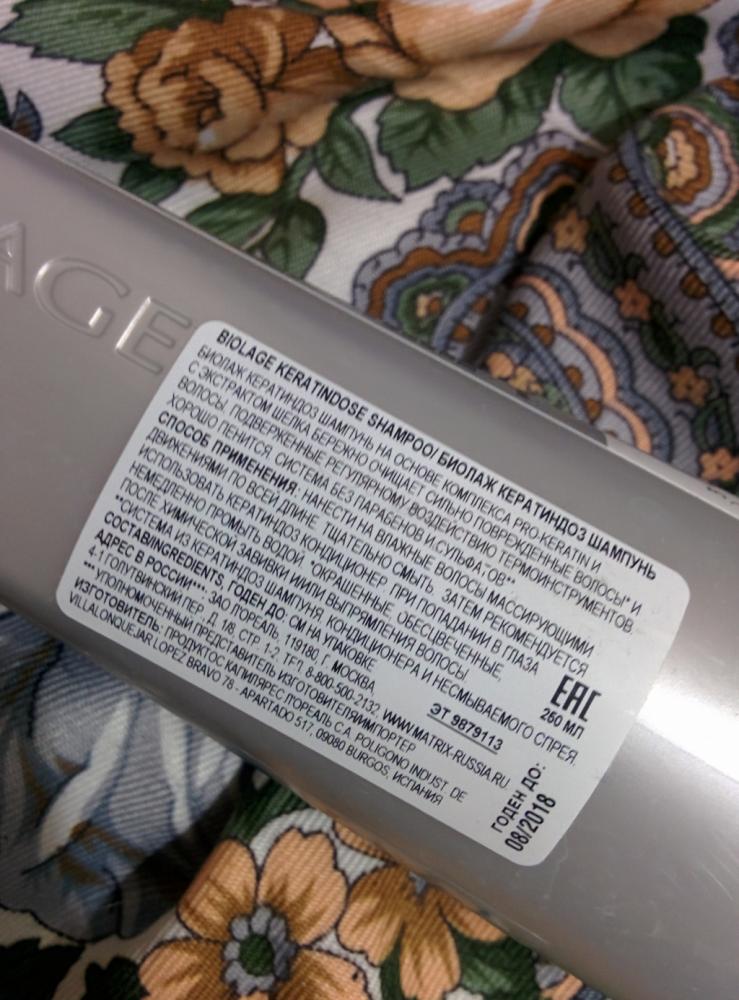 AGE
BIOLAGE KERATINDOSE SHAMPOO/ БИОЛАЖ КЕРАТИНДОЗ ШАМПУНЬ
БИОЛАЖ КЕРАТИНДОЗ ШАМПУНЬ НА ОСНОВЕ КОМПЛЕКСА PRO-KERATIN И
С ЭКСТРАКТОМ ШЕЛКА БЕРЕЖНО ОЧИЩАЕТ СИЛЬНО ПОВРЕЖДЕННЫЕ ВОЛОСЫ* И
ВОЛОСЫ, ПОДВЕРЖЕННЫЕ РЕГУЛЯРНОМУ ВОЗДЕЙСТВИЮ ТЕРМОИНСТРУМЕНТОВ.
ХОРОШО ПЕНИТСЯ. СИСТЕМА БЕЗ ПАРАБЕНОВ И СУЛЬФАТОВ**
СПОСОБ ПРИМЕНЕНИЯ: НАНЕСТИ НА ВЛАЖНЫЕ ВОЛОСЫ МАССИРУЮЩИМИ
ДВИЖЕНИЯМИ ПО ВСЕЙ ДЛИНЕ. ТЩАТЕЛЬНО СМЫТЬ. ЗАТЕМ РЕКОМЕНДУЕТСЯ
ИСПОЛЬЗОВАТЬ КЕРАТИНДОЗ КОНДИЦИОНЕР. ПРИ ПОПАДАНИИ В ГЛАЗА
НЕМЕДЛЕННО ПРОМЫТЬ ВОДОЙ. *ОКРАШЕННЫЕ, ОБЕСЦВЕЧЕННЫЕ,
ПОСЛЕ ХИМИЧЕСКОЙ ЗАВИВКИ И/ИЛИ ВЫПРЯМЛЕНИЯ ВОЛОСЫ.
**СИСТЕМА ИЗ КЕРАТИНДОЗ ШАМПУНЯ, КОНДИЦИОНЕРА И НЕСМЫВАЕМОГО СПРЕЯ.
СОСТАВ/INGREDIENTS, ГОДЕН ДО: СМ НА УПАКОВКЕ
АДРЕС В РОССИИ***: ЗАО ЛОРЕАЛЬ, 119180, Г. МОСКВА,
4-1 ГОЛУТВИНСКИЙ ПЕР., Д. 1/8, СТР. 1-2, ТЕЛ. 8-800-500-2132, WWW.MATRIX-RUSSIA.RU
***УПОЛНОМОЧЕННЫЙ ПРЕДСТАВИТЕЛЬ ИЗГОТОВИТЕЛЯ/ИМПОРТЕР
ИЗГОТОВИТЕЛЬ: ПРОДУКТОС КАПИЛЯРЕС Л'ОРЕАЛЬ С.А. POLIGONO INDUST. DE
VILLALONQUEJAR LOPEZ BRAVO 78 - APARTADO 517, 09080 BURGOS, ИСПАНИЯ
EAC
250 МЛ
ЭТ 9879113
ГОДЕН ДО:
08/2018